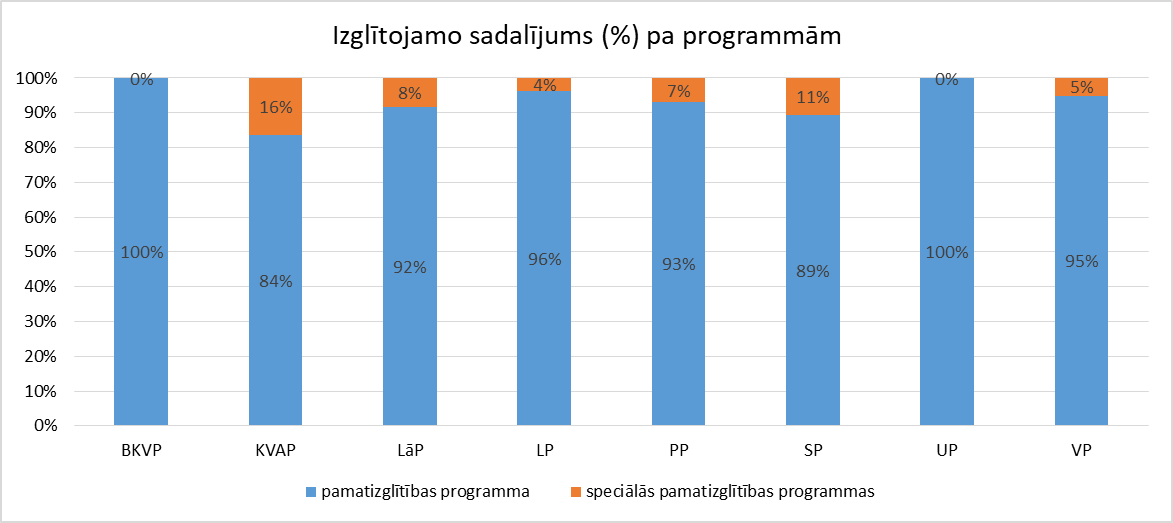 Izglītojamo sadalījums (%) pa programmām
100%
90%
80%
70%
60%
50%
40%
30%
20%
10%
0%
0% 16% 8% 4% 7% 11% 0% 5%
100% 84% 92% 96% 93% 89% 100% 95%
BKVP KVAP LāP LP PP SP UP VP
pamatizglītības programma speciālās pamatizglītības programmas